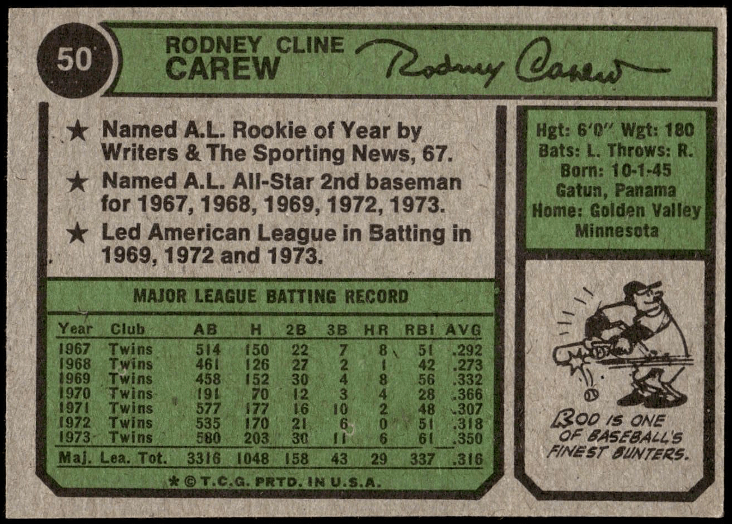 50
RODNEY CLINE
CAREW
Rodney Carew
★ Named A.L. Rookie of Year by
Writers & The Sporting News, 67.
★ Named A.L. All-Star 2nd baseman
for 1967, 1968, 1969, 1972, 1973.
★ Led American League in Batting in
1969, 1972 and 1973.
Hgt: 6'0" Wgt: 180
Bats: L. Throws: R.
Born: 10-1-45
Gatun, Panama
Home: Golden Valley
Minnesota
MAJOR LEAGUE BATTING RECORD
Year Club AB H 2B 3B HR RBI AVG
1967 Twins 514 150 22 7 8 51 .292
1968 Twins 461 126 27 2 1 42 .273
1969 Twins 458 152 30 4 8 56 .332
1970 Twins 191 70 12 3 4 28 .366
1971 Twins 577 177 16 10 2 48 .307
1972 Twins 535 170 21 6 0 51 .318
1973 Twins 580 203 30 11 6 61 .350
Maj. Lea. Tot. 3316 1048 158 43 29 337 .316
★ © T.C.G. PRTD. IN U.S.A.
ROD IS ONE
OF BASEBALL'S
FINEST BUNTERS.